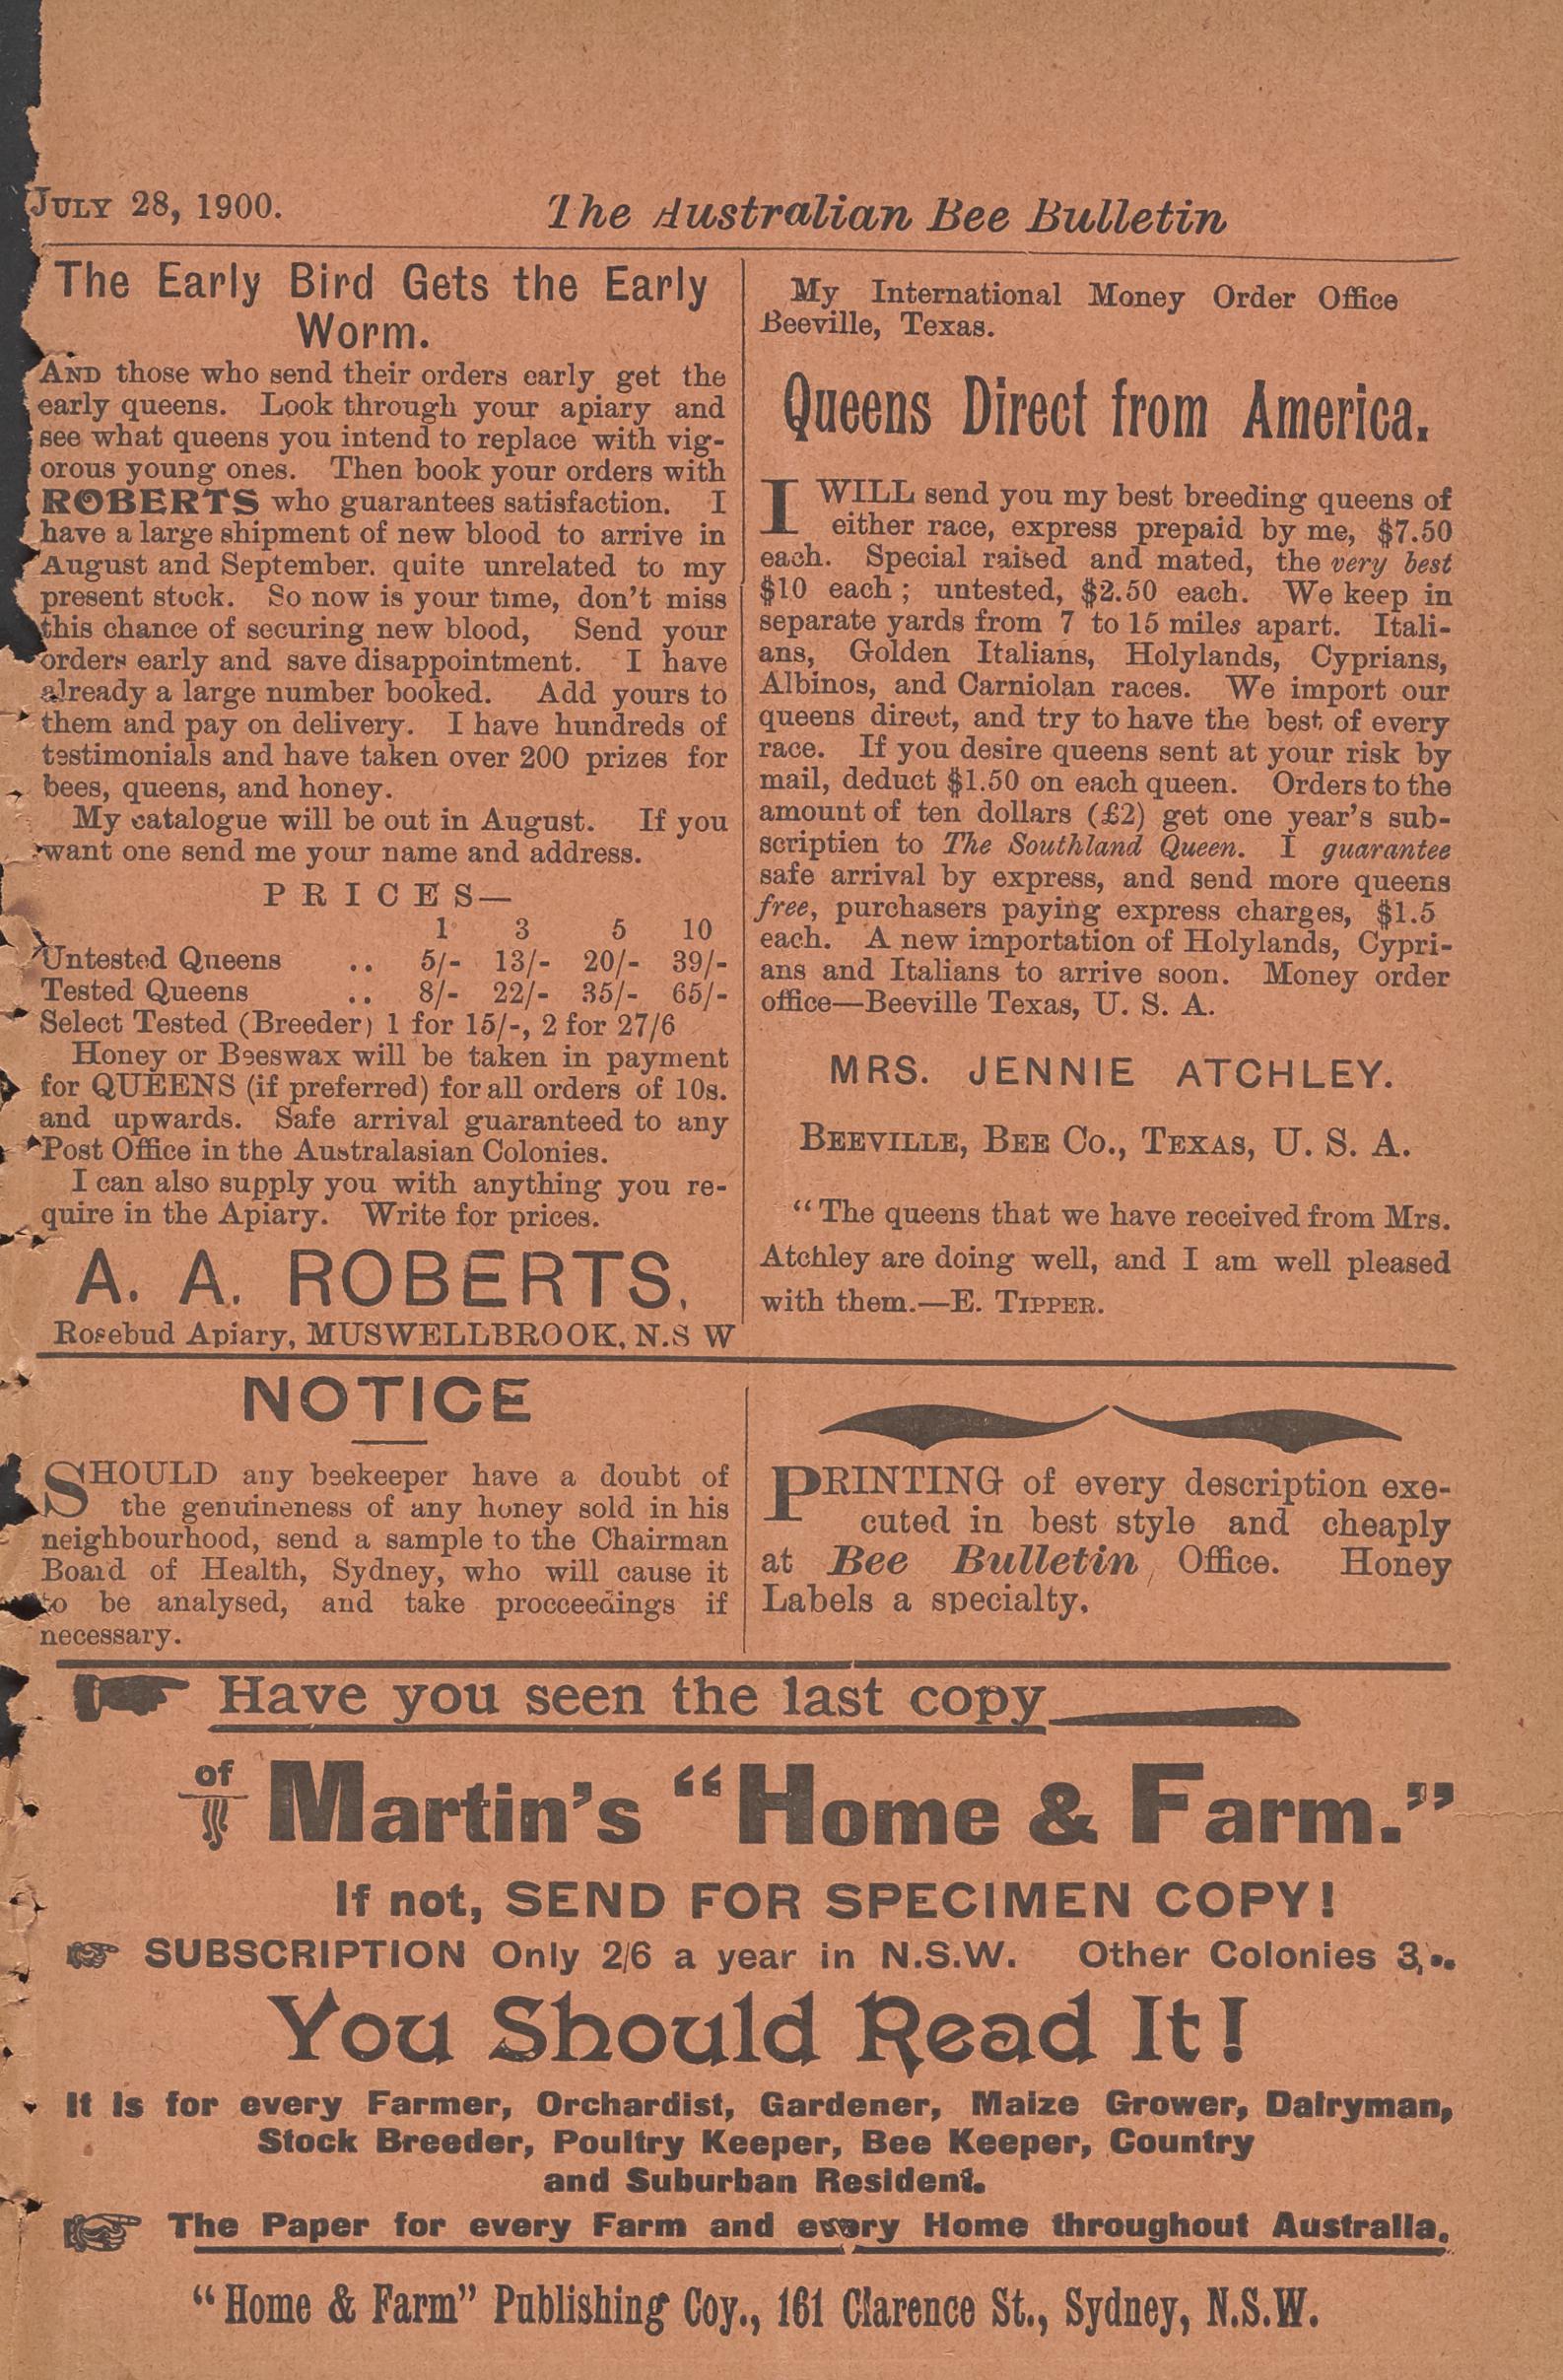 JULY 28, 1900. The Australian Bee Bulletin
The Early Bird Gets the Early
Worm.
AND those who send their orders early get the
early queens. Look through your apiary and
see what queens you intend to replace with vig-
orous young ones. Then book your orders with
ROBERTS who guarantees satisfaction. I
have a large shipment of new blood to arrive in
August and September. quite unrelated to my
present stock. So now is your time, don't miss
this chance of securing new blood, Send your
orders early and save disappointment. I have
already a large number booked. Add yours to
them and pay on delivery. I have hundreds of
testimonials and have taken over 200 prizes for
bees, queens, and honey.
My catalogue will be out in August. If you
want one send me your name and address.
PRICES—
1 3 5 10
Untested Queens .. 5/- 13/- 20/- 39/-
Tested Queens .. 8/- 22/- 35/- 65/-
Select Tested (Breeder) 1 for 15/-, 2 for 27/6
Honey or Beeswax will be taken in payment
for QUEENS (if preferred) for all orders of 10s.
and upwards. Safe arrival guaranteed to any
Post Office in the Australasian Colonies.
I can also supply you with anything you re-
quire in the Apiary. Write for prices.
A. A. ROBERTS,
Rosebud Apiary, MUSWELLBROOK, N.S W
My International Money Order Office
Beeville, Texas.
Queens Direct from America.
I WILL send you my best breeding queens of
either race, express prepaid by me, $7.50
each. Special raised and mated, the very best
$10 each; untested, $2.50 each. We keep in
separate yards from 7 to 15 miles apart. Itali-
ans, Golden Italians, Holylands, Cyprians,
Albinos, and Carniolan races. We import our
queens direct, and try to have the best of every
race. If you desire queens sent at your risk by
mail, deduct $1.50 on each queen. Orders to the
amount of ten dollars (£2) get one year's sub-
scriptien to The Southland Queen. I guarantee
safe arrival by express, and send more queens
free, purchasers paying express charges, $1.5
each. A new importation of Holylands, Cypri-
ans and Italians to arrive soon. Money order
office—Beeville Texas, U. S. A.
MRS. JENNIE ATCHLEY.
BEEVILLE, BEE CO., TEXAS, U. S. A.
"The queens that we have received from Mrs.
Atchley are doing well, and I am well pleased
with them.—E. TIPPER.
NOTICE
SHOULD any beekeeper have a doubt of
the genuineness of any honey sold in his
neighbourhood, send a sample to the Chairman
Board of Health, Sydney, who will cause it
to be analysed, and take procceedings if
necessary.
PRINTING of every description exe-
cuted in best style and cheaply
at Bee Bulletin Office. Honey
Labels a specialty.
Have you seen the last copy
of Martin's "Home & Farm."
If not, SEND FOR SPECIMEN COPY!
SUBSCRIPTION Only 2/6 a year in N.S.W. Other Colonies 3
You Should Read It!
It is for every Farmer, Orchardist, Gardener, Maize Grower, Dairyman,
Stock Breeder, Poultry Keeper, Bee Keeper, Country
and Suburban Resident.
The Paper for every Farm and every Home throughout Australia.
"Home & Farm" Publishing Coy., 161 Clarence St., Sydney, N.S.W.